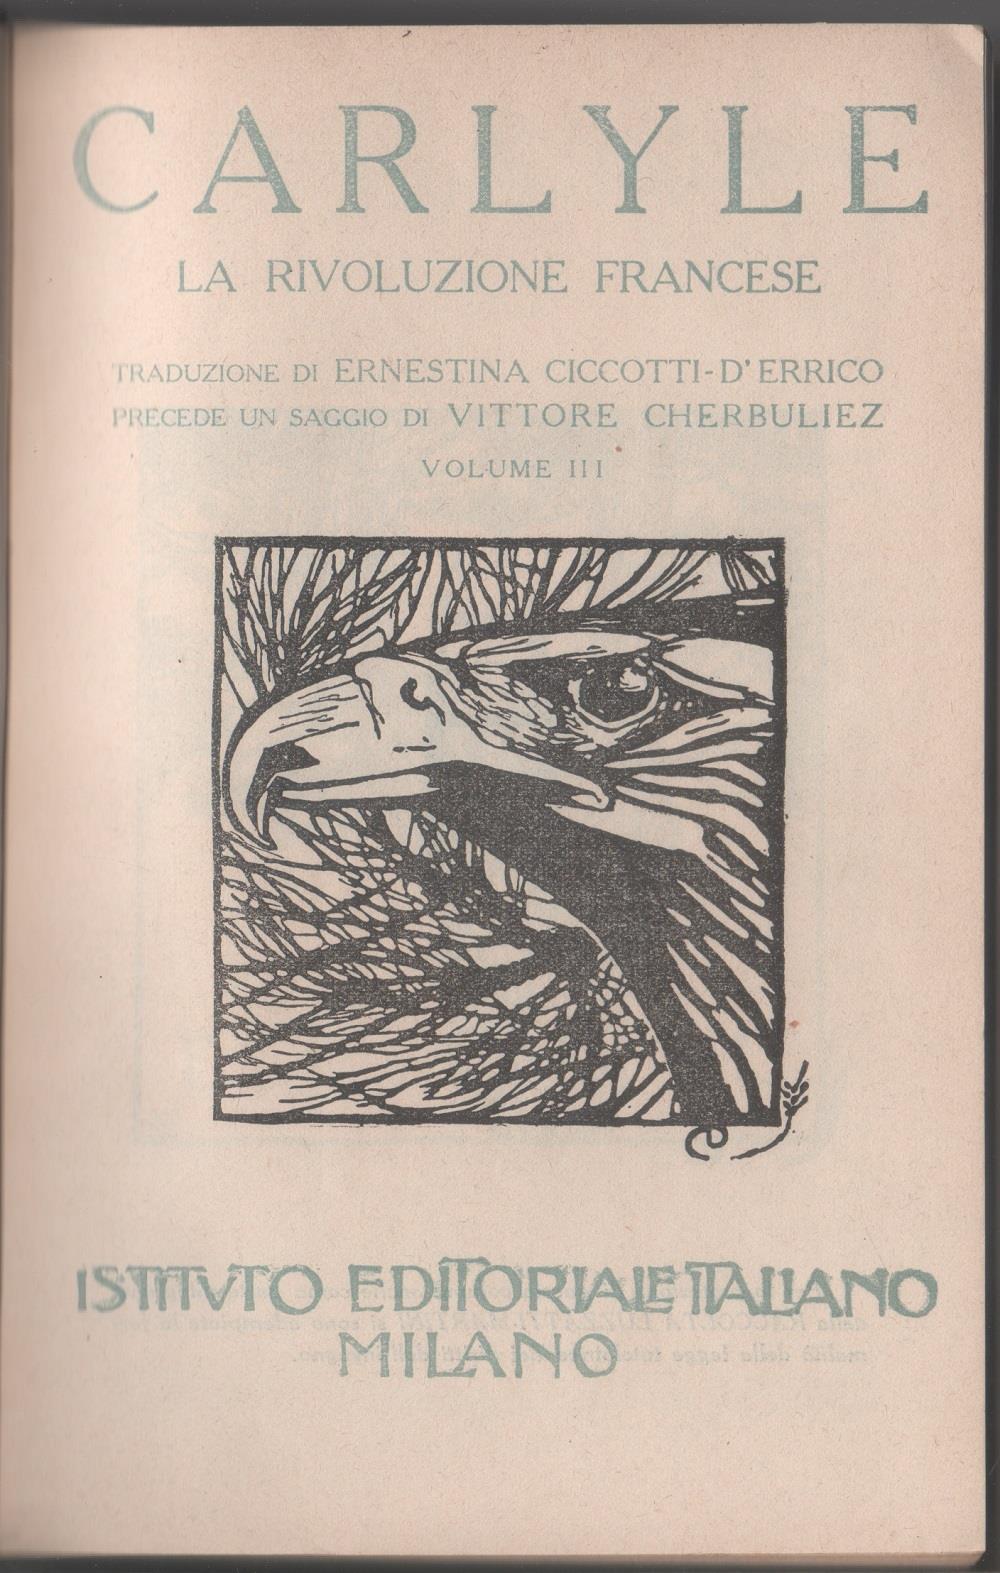 CARLYLE
LA RIVOLUZIONE FRANCESE
TRADUZIONE DI ERNESTINA CICCOTTI-D'ERRICO
PRECEDE UN SAGGIO DI VITTORE CHERBULIEZ
VOLUME III
ISTITVTO EDITORIALE ITALIANO
MILANO